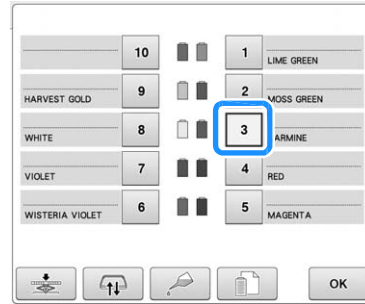 10 1 LIME GREEN
HARVEST GOLD 9 2 MOSS GREEN
WHITE 8 3 ARMINE
VIOLET 7 4 RED
WISTERIA VIOLET 6 5 MAGENTA
OK